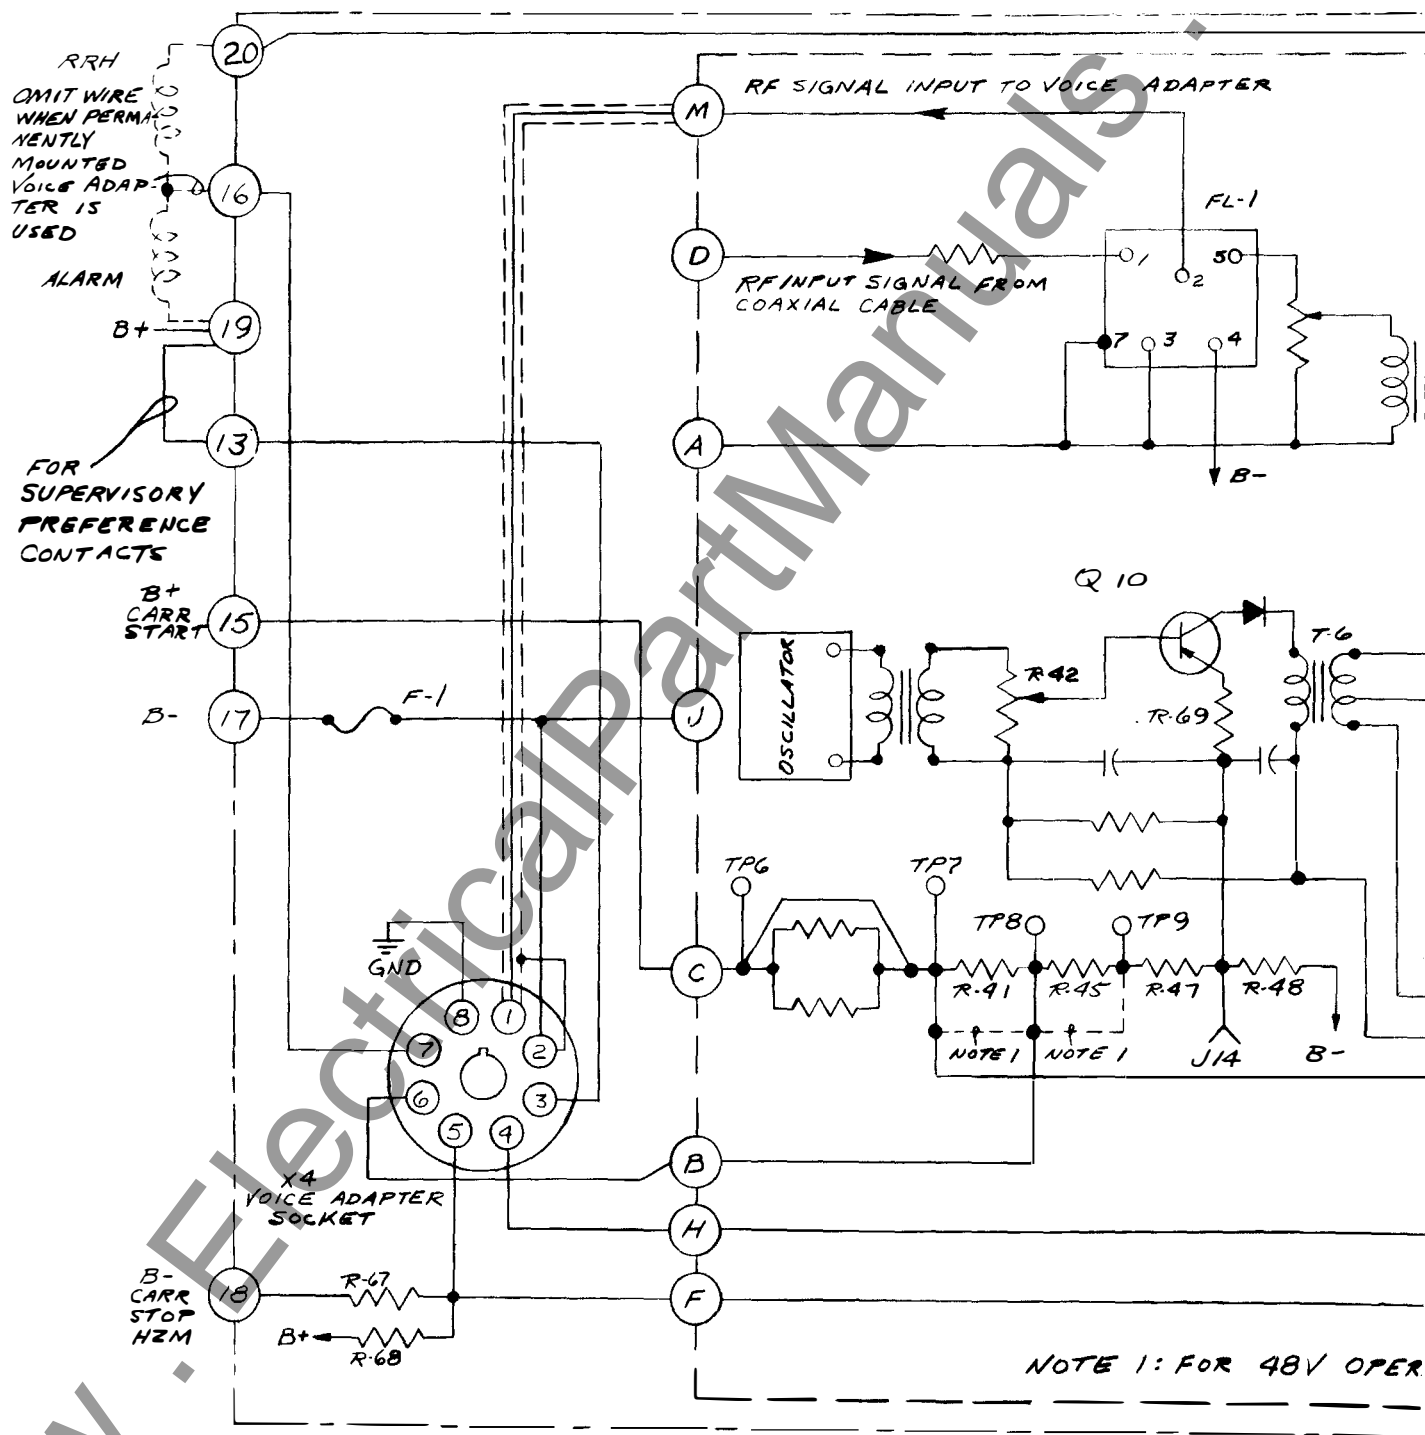 20
RRH
OMIT WIRE
WHEN PERMA-
NENTLY
MOUNTED
VOICE ADAP-
TER IS
USED
16
ALARM
B+
19
13
FOR
SUPERVISORY
PREFERENCE
CONTACTS
B+
CARR
START
15
B-
17
F-1
M
RF SIGNAL INPUT TO VOICE ADAPTER
D
RF INPUT SIGNAL FROM
COAXIAL CABLE
FL-1
1
2
5
7
3
4
A
B-
Q 10
OSCILLATOR
R-42
R-69
T-6
J
TP6
TP7
TP8
TP9
C
R-41
R-45
R-47
R-48
NOTE 1
NOTE 1
J14
B-
GND
8
1
7
2
6
3
5
4
X4
VOICE ADAPTER
SOCKET
B
H
F
B-
CARR
STOP
HZM
18
R-67
B+
R-68
NOTE 1: FOR 48V OPER.
. ElectricalPartManuals .